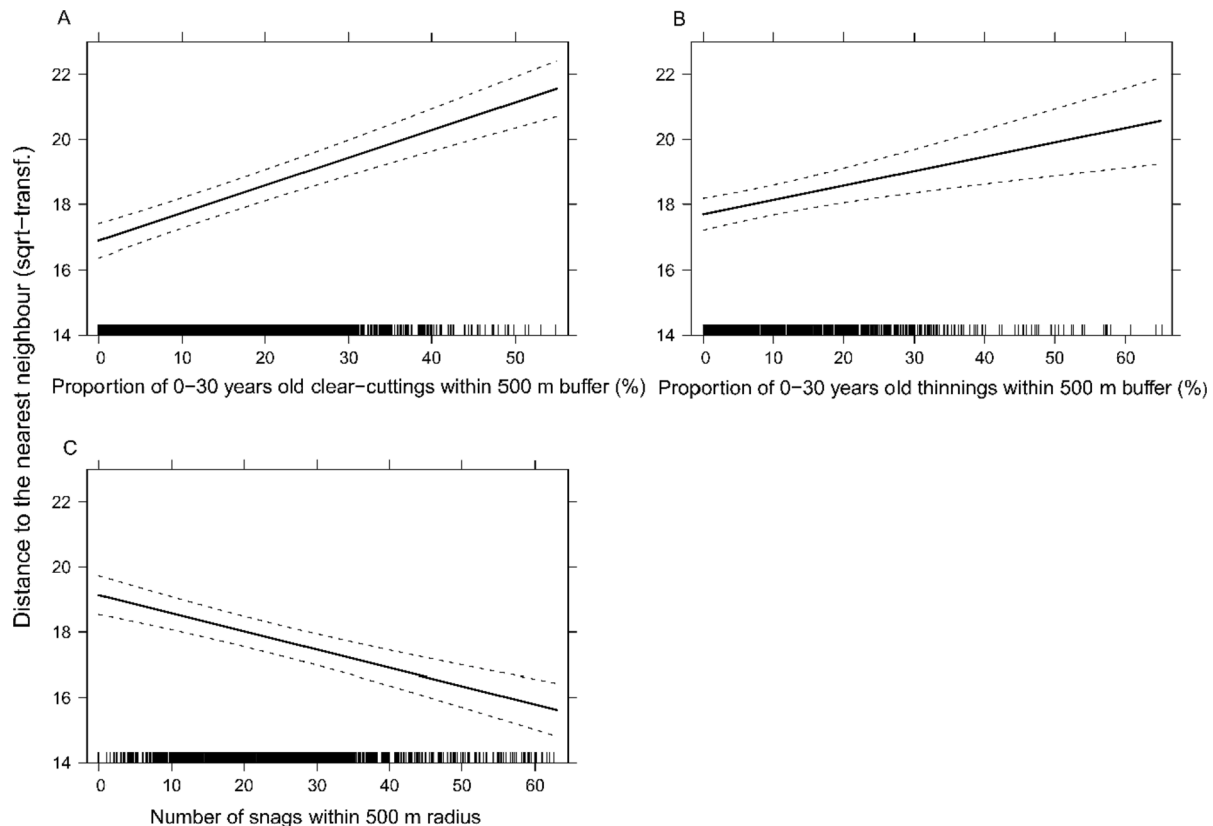 A
B
22
20
18
16
14
0 10 20 30 40 50
Proportion of 0−30 years old clear−cuttings within 500 m buffer (%)
22
20
18
16
14
0 10 20 30 40 50 60
Proportion of 0−30 years old thinnings within 500 m buffer (%)
Distance to the nearest neighbour (sqrt−transf.)
C
22
20
18
16
14
0 10 20 30 40 50 60
Number of snags within 500 m radius